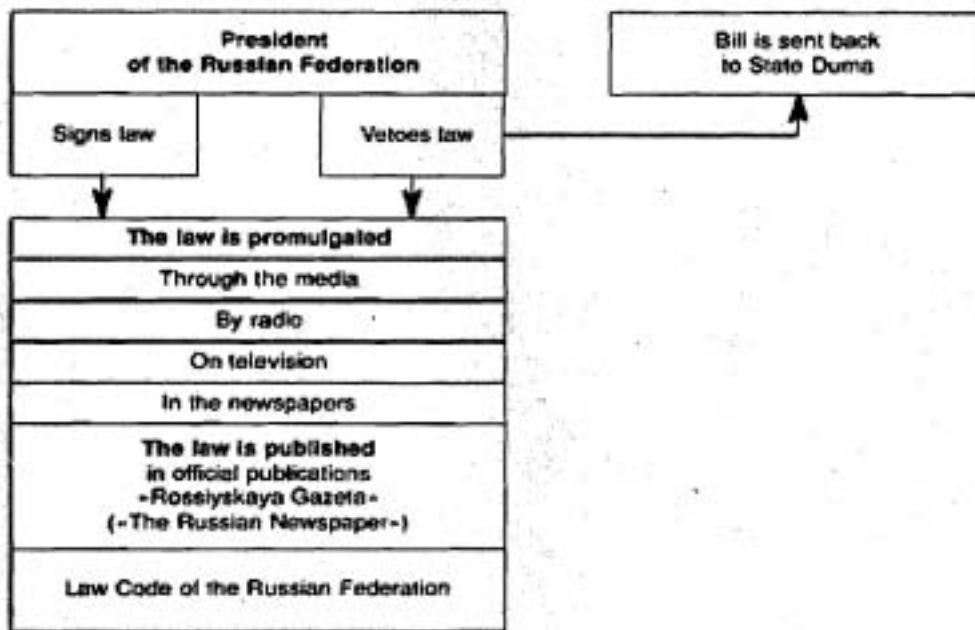 President
of the Russian Federation
Bill is sent back
to State Duma
Signs law
Vetoes law
The law is promulgated
Through the media
By radio
On television
In the newspapers
The law is published
in official publications
«Rossiyskaya Gazeta»
(«The Russian Newspaper»)
Law Code of the Russian Federation